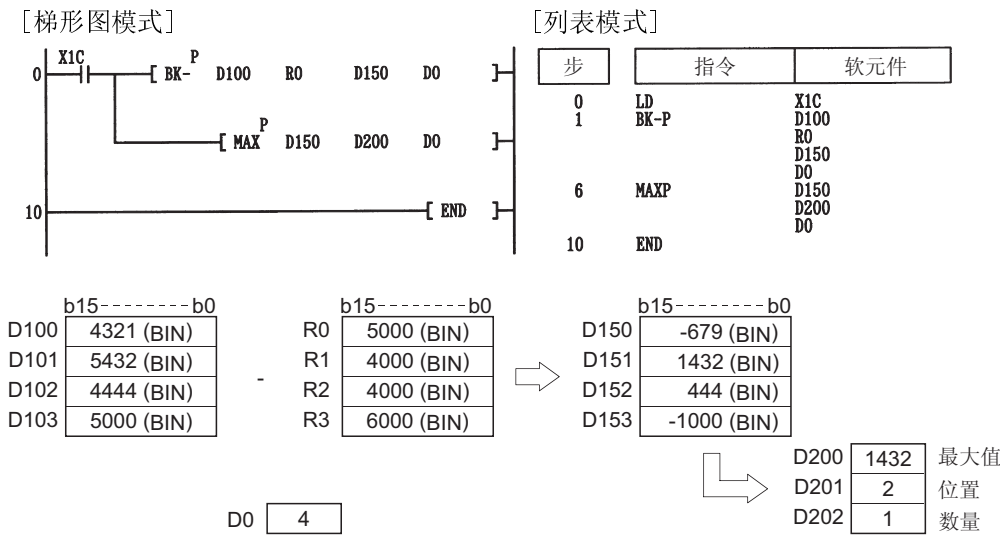 [梯形图模式]
[列表模式]
0 X1C BK-P D100 R0 D150 D0
MAXP D150 D200 D0
10 END
步 指令 软元件
0 LD X1C
1 BK-P D100
R0
D150
D0
6 MAXP D150
D200
D0
10 END
b15--------b0 b15--------b0 b15--------b0
D100 4321 (BIN) R0 5000 (BIN) D150 -679 (BIN)
D101 5432 (BIN) - R1 4000 (BIN) D151 1432 (BIN)
D102 4444 (BIN) R2 4000 (BIN) D152 444 (BIN)
D103 5000 (BIN) R3 6000 (BIN) D153 -1000 (BIN)
D200 1432 最大值
D201 2 位置
D202 1 数量
D0 4